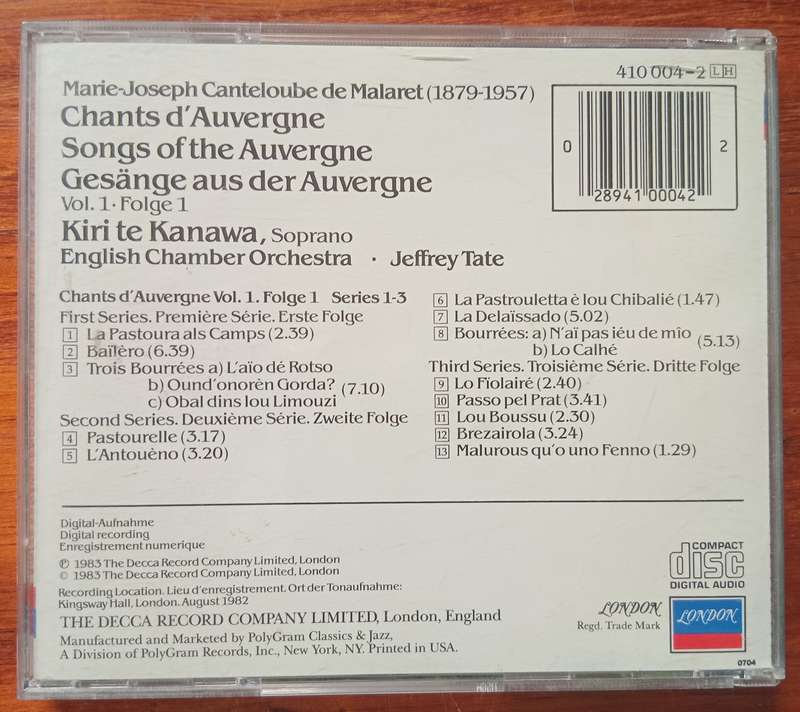 410 004-2 LH
Marie-Joseph Canteloube de Malaret (1879-1957)
Chants d'Auvergne
Songs of the Auvergne
Gesänge aus der Auvergne
Vol. 1 · Folge 1
0 28941 00042 2
Kiri te Kanawa, Soprano
English Chamber Orchestra · Jeffrey Tate
Chants d'Auvergne Vol. 1. Folge 1 Series 1-3
First Series. Première Série. Erste Folge
1 La Pastoura als Camps (2.39)
2 Baïlèro (6.39)
3 Trois Bourrées a) L'aïo dé Rotso
b) Ound'onorèn Gorda? (7.10)
c) Obal dins lou Limouzi
Second Series. Deuxième Série. Zweite Folge
4 Pastourelle (3.17)
5 L'Antouèno (3.20)
6 La Pastrouletta è lou Chibalié (1.47)
7 La Delaïssado (5.02)
8 Bourrées: a) N'aï pas iéu de mîo (5.13)
b) Lo Calhé
Third Series. Troisième Série. Dritte Folge
9 Lo Fïolairé (2.40)
10 Passo pel Prat (3.41)
11 Lou Boussu (2.30)
12 Brezairola (3.24)
13 Malurous qu'o uno Fenno (1.29)
Digital-Aufnahme
Digital recording
Enregistrement numerique
℗ 1983 The Decca Record Company Limited, London
© 1983 The Decca Record Company Limited, London
Recording Location. Lieu d'enregistrement. Ort der Tonaufnahme:
Kingsway Hall, London. August 1982
THE DECCA RECORD COMPANY LIMITED, London, England
Manufactured and Marketed by PolyGram Classics & Jazz,
A Division of PolyGram Records, Inc., New York, NY. Printed in USA.
COMPACT
disc
DIGITAL AUDIO
LONDON
Regd. Trade Mark
LONDON
0704